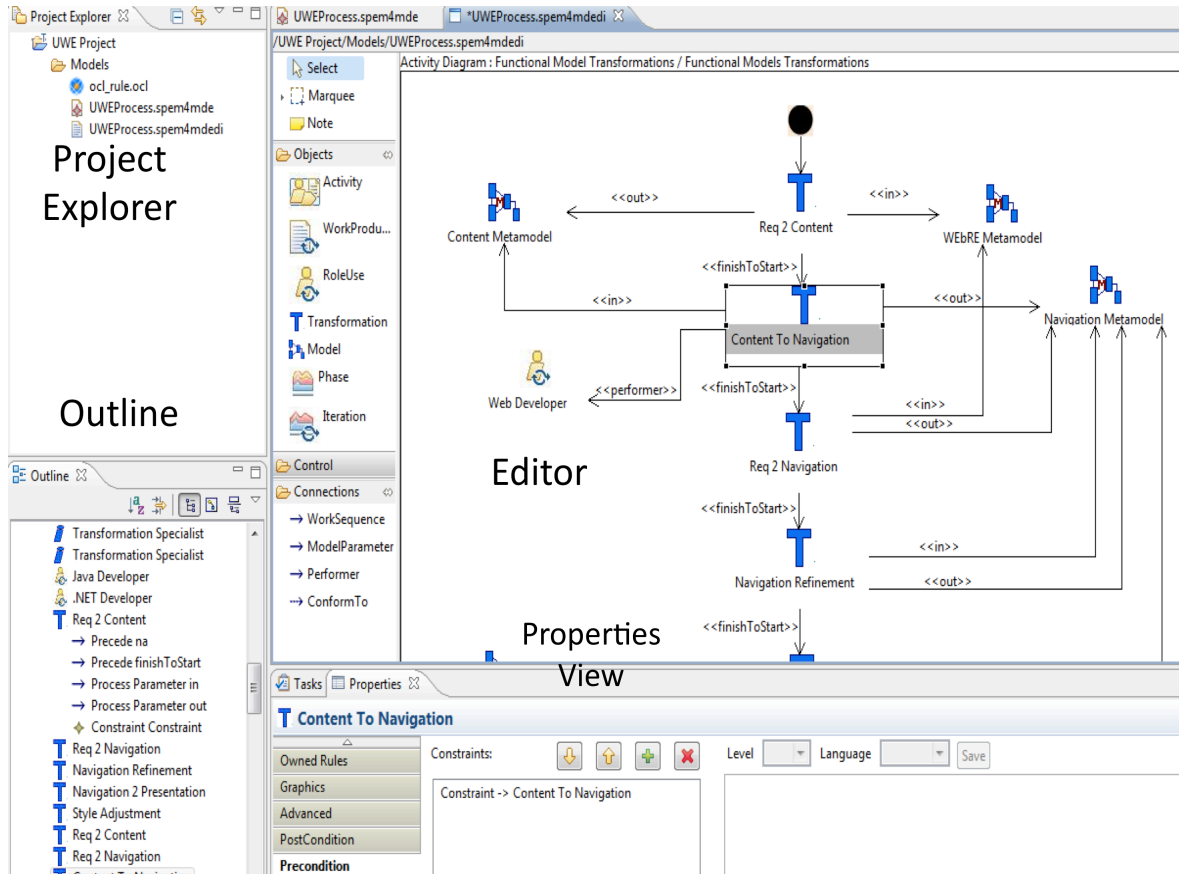 Project Explorer
UWE Project
Models
ocl_rule.ocl
UWEProcess.spem4mde
UWEProcess.spem4mdedi
Project
Explorer
Outline
Outline
Transformation Specialist
Transformation Specialist
Java Developer
.NET Developer
Req 2 Content
Precede na
Precede finishToStart
Process Parameter in
Process Parameter out
Constraint Constraint
Req 2 Navigation
Navigation Refinement
Navigation 2 Presentation
Style Adjustment
Req 2 Content
Req 2 Navigation
Content To Navigation
UWEProcess.spem4mde
*UWEProcess.spem4mdedi
/UWE Project/Models/UWEProcess.spem4mdedi
Select
Marquee
Note
Objects
Activity
WorkProdu...
RoleUse
Transformation
Model
Phase
Iteration
Control
Connections
WorkSequence
ModelParameter
Performer
ConformTo
Activity Diagram : Functional Model Transformations / Functional Models Transformations
<<out>>
<<in>>
Req 2 Content
Content Metamodel
WEbRE Metamodel
<<finishToStart>>
<<in>>
<<out>>
Navigation Metamodel
Content To Navigation
<<finishToStart>>
<<performer>>
Web Developer
<<in>>
<<out>>
Req 2 Navigation
Editor
<<finishToStart>>
<<in>>
Navigation Refinement
<<out>>
<<finishToStart>>
Properties
View
Tasks
Properties
Content To Navigation
Owned Rules
Graphics
Advanced
PostCondition
Precondition
Constraints:
Level
Language
Save
Constraint -> Content To Navigation